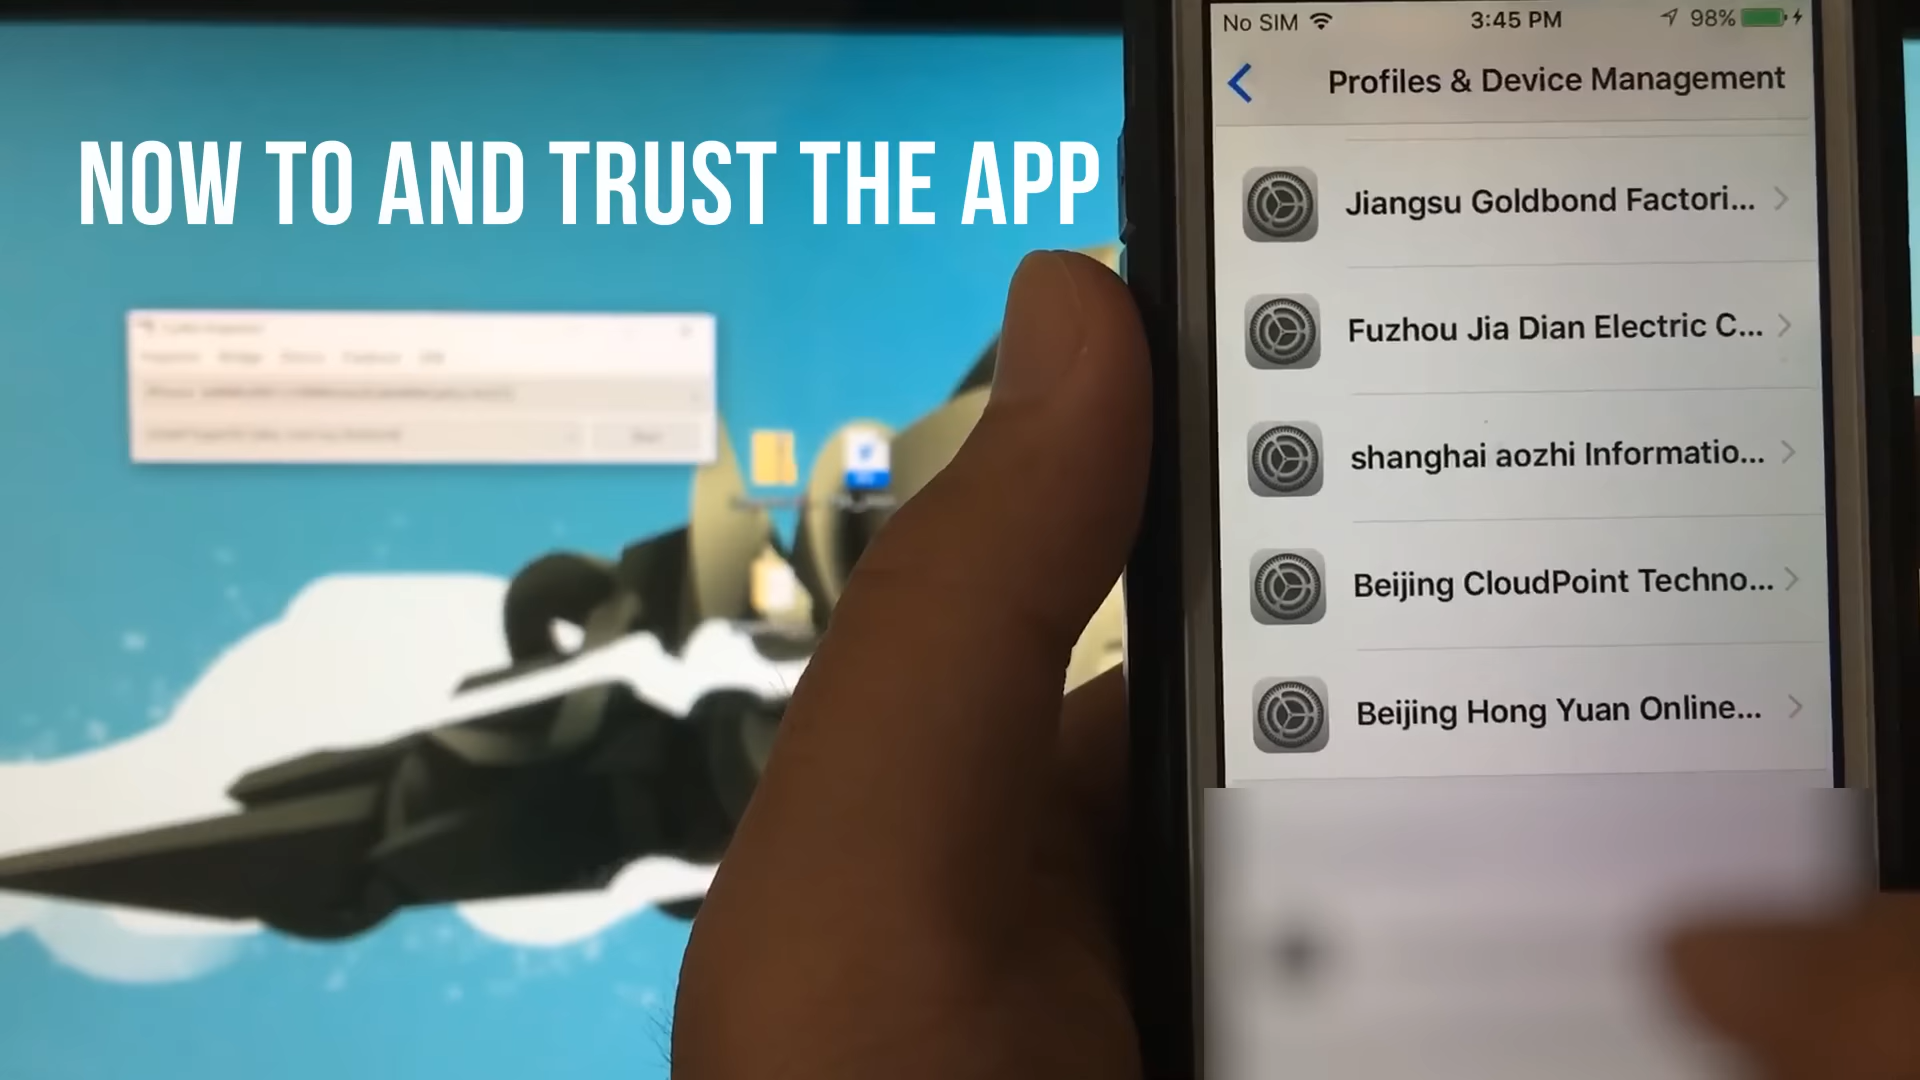 NOW TO AND TRUST THE APP
No SIM 3:45 PM 98%
Profiles & Device Management
Jiangsu Goldbond Factori...
Fuzhou Jia Dian Electric C...
shanghai aozhi Informatio...
Beijing CloudPoint Techno...
Beijing Hong Yuan Online...